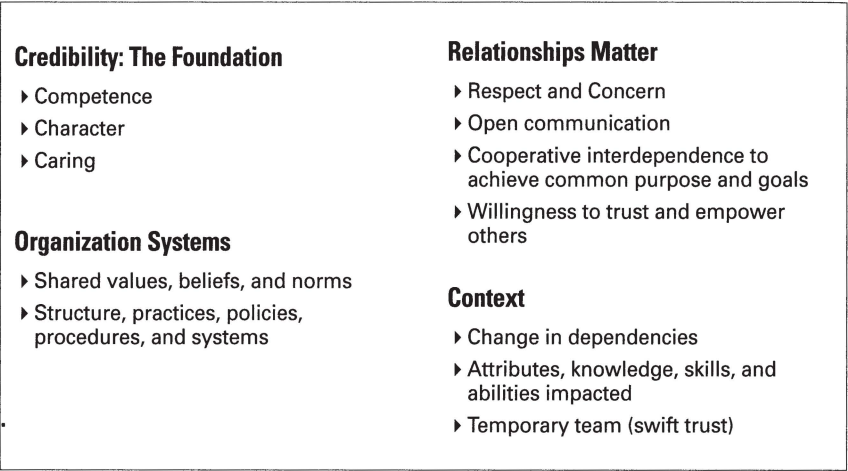 Credibility: The Foundation
▸ Competence
▸ Character
▸ Caring
Organization Systems
▸ Shared values, beliefs, and norms
▸ Structure, practices, policies,
procedures, and systems
Relationships Matter
▸ Respect and Concern
▸ Open communication
▸ Cooperative interdependence to
achieve common purpose and goals
▸ Willingness to trust and empower
others
Context
▸ Change in dependencies
▸ Attributes, knowledge, skills, and
abilities impacted
▸ Temporary team (swift trust)